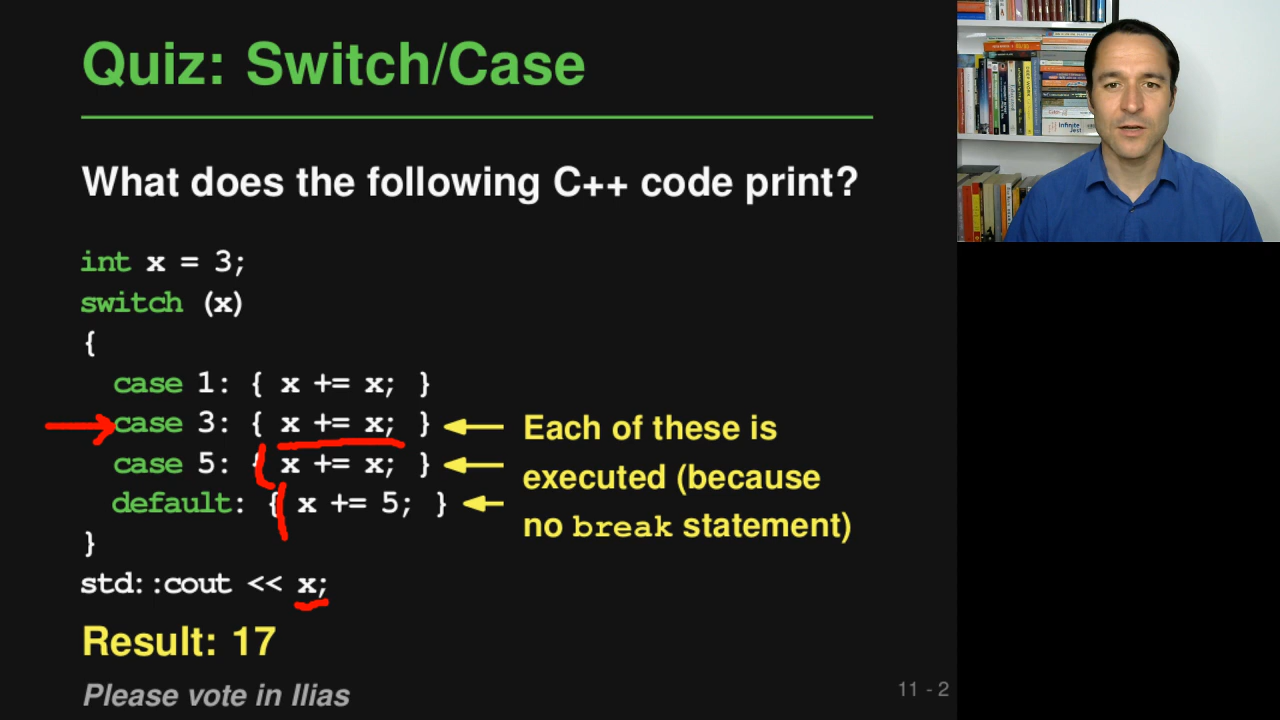 Quiz: Switch/Case
What does the following C++ code print?
int x = 3;
switch (x)
{
case 1: { x += x; }
case 3: { x += x; }
case 5: { x += x; }
default: { x += 5; }
}
std::cout << x;
Each of these is
executed (because
no break statement)
Result: 17
Please vote in Ilias
11 - 2
Infinite
Jest